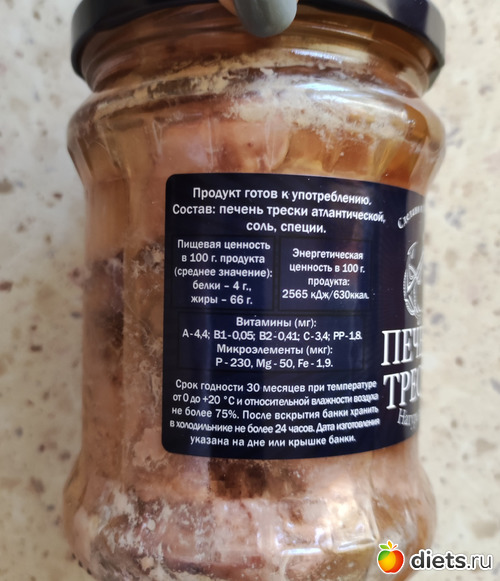 Продукт готов к употреблению.
Состав: печень трески атлантической,
соль, специи.
Пищевая ценность
в 100 г. продукта
(среднее значение):
белки – 4 г.,
жиры – 66 г.
Энергетическая
ценность в 100 г.
продукта:
2565 кДж/630ккал.
Витамины (мг):
А-4,4; В1-0,05; В2-0,41; С-3,4; РР-1,8.
Микроэлементы (мкг):
Р - 230, Mg - 50, Fe - 1,9.
Срок годности 30 месяцев при температуре
от 0 до +20 °С и относительной влажности воздуха
не более 75%. После вскрытия банки хранить
в холодильнике не более 24 часов. Дата изготовления
указана на дне или крышке банки.
diets.ru